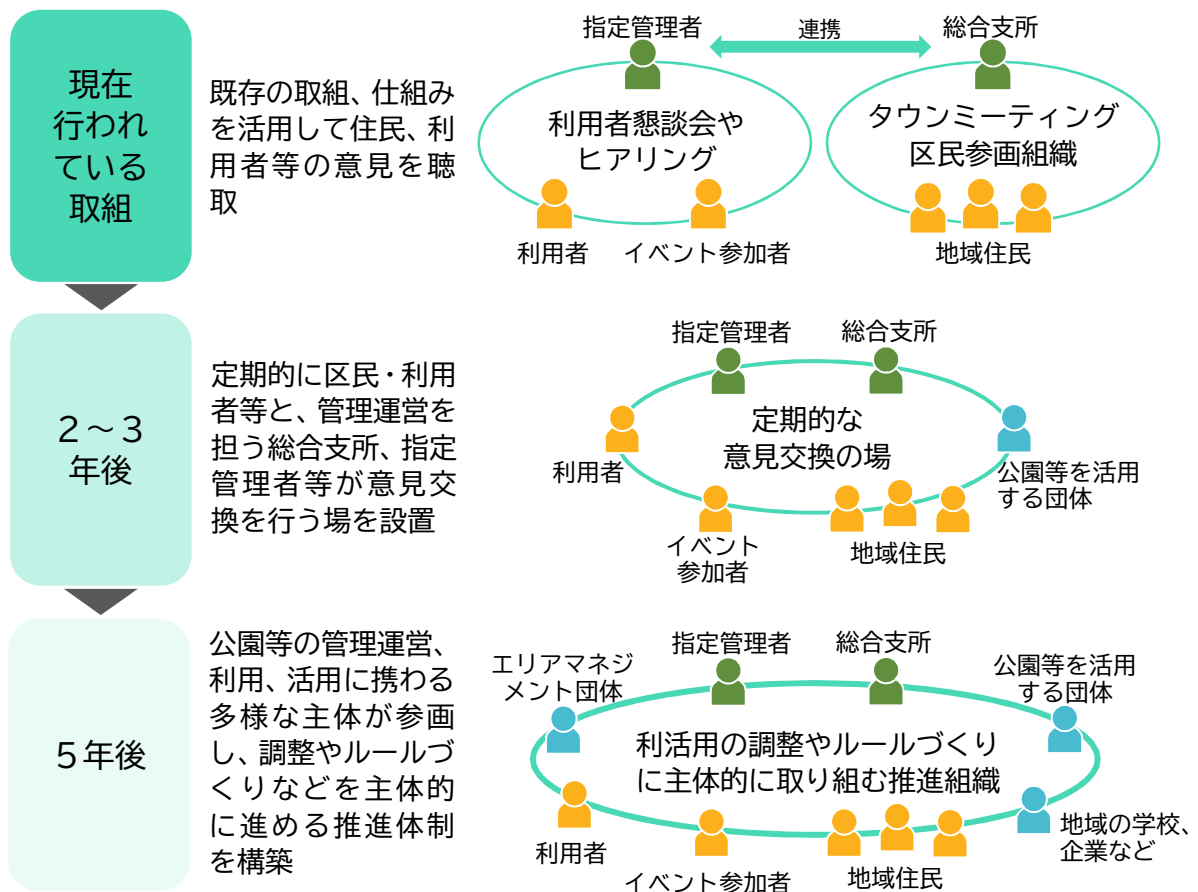 現在
行われ
ている
取組
既存の取組、仕組み
を活用して住民、利
用者等の意見を聴
取
指定管理者
連携
総合支所
利用者懇談会や
ヒアリング
タウンミーティング
区民参画組織
利用者
イベント参加者
地域住民
２～３
年後
定期的に区民・利用
者等と、管理運営を
担う総合支所、指定
管理者等が意見交
換を行う場を設置
指定管理者
総合支所
定期的な
意見交換の場
利用者
公園等を活用
する団体
イベント
参加者
地域住民
５年後
公園等の管理運営、
利用、活用に携わる
多様な主体が参画
し、調整やルールづ
くりなどを主体的
に進める推進体制
を構築
エリアマネジ
メント団体
指定管理者
総合支所
公園等を活用
する団体
利活用の調整やルールづくり
に主体的に取り組む推進組織
利用者
イベント参加者
地域住民
地域の学校、
企業など